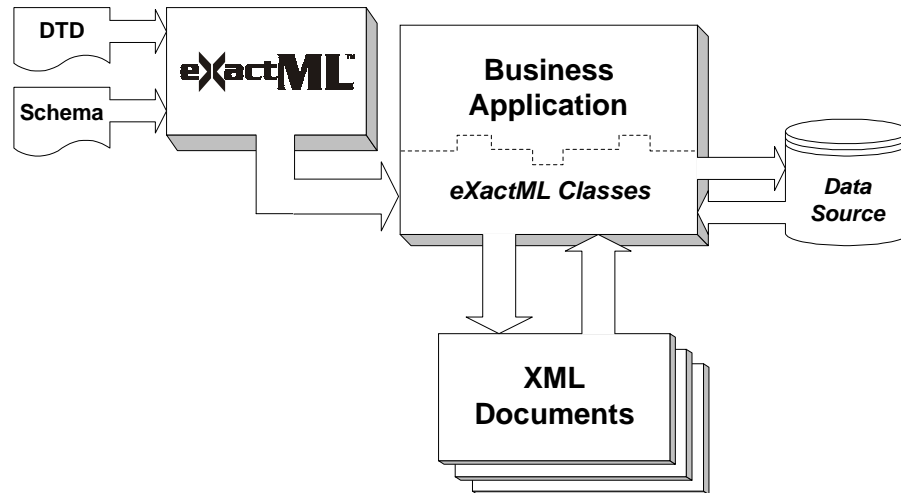 DTD
Schema
eXactML™
Business
Application
eXactML Classes
Data
Source
XML
Documents